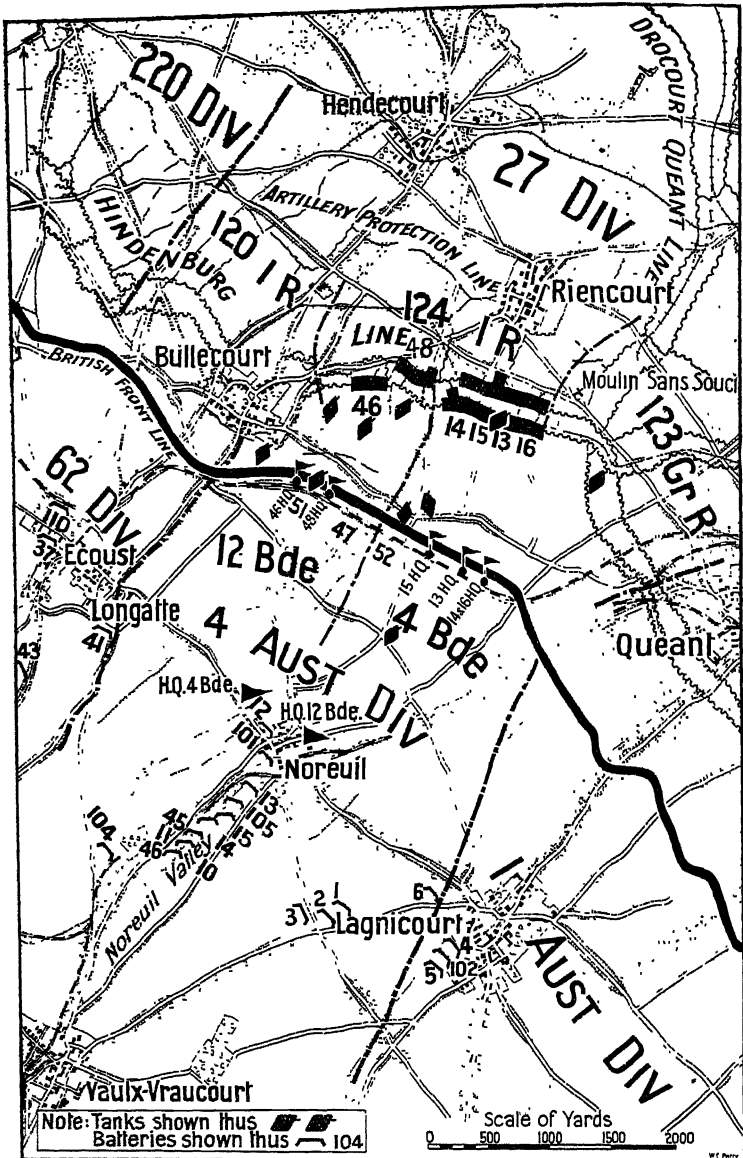 220 DIV
Hendecourt
DROCOURT QUEANT LINE
27 DIV
HINDENBURG
ARTILLERY PROTECTION LINE
120 I R
Riencourt
124
I R
LINE
48
Bullecourt
Moulin Sans Souci
BRITISH FRONT LINE
46
14 15 13 16
123 Gr R
62 DIV
46 HQ
51
48 HQ
47
52
110
37
Ecoust
12 Bde
15 HQ
13 HQ
14&16 HQ
Longatte
41
4 AUST DIV
4 Bde
Queant
43
H.Q. 4 Bde.
12
H.Q. 12 Bde.
101
Noreuil
104
45
11
46
13
105
15
14
10
Noreuil Valley
1
2
3
6
Lagnicourt
4
5
102
1 AUST DIV
Vaulx-Vraucourt
Note: Tanks shown thus
Batteries shown thus 104
Scale of Yards
0 500 1000 1500 2000